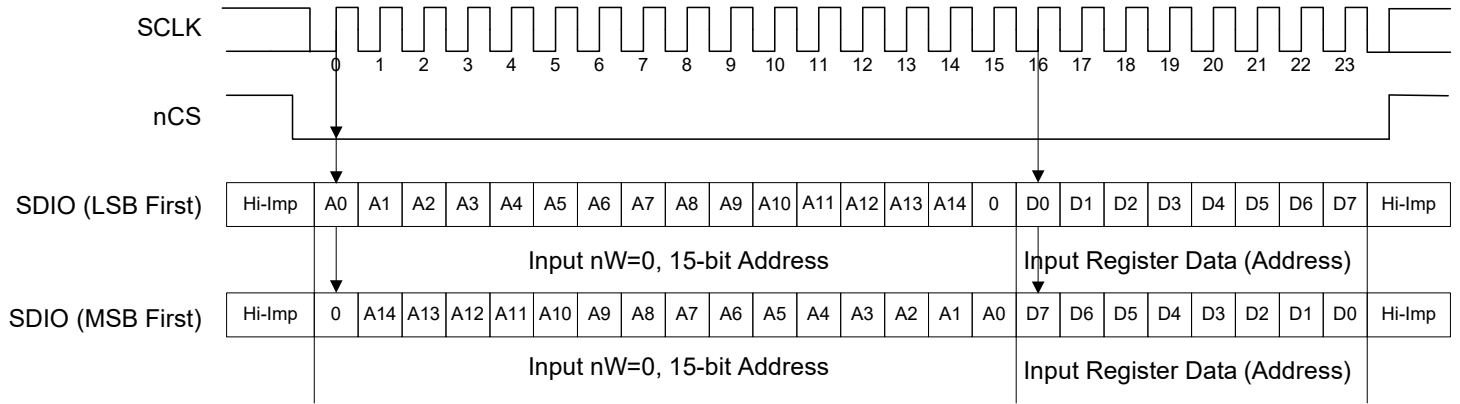 SCLK
0 1 2 3 4 5 6 7 8 9 10 11 12 13 14 15 16 17 18 19 20 21 22 23
nCS
SDIO (LSB First) Hi-Imp A0 A1 A2 A3 A4 A5 A6 A7 A8 A9 A10 A11 A12 A13 A14 0 D0 D1 D2 D3 D4 D5 D6 D7 Hi-Imp
Input nW=0, 15-bit Address Input Register Data (Address)
SDIO (MSB First) Hi-Imp 0 A14 A13 A12 A11 A10 A9 A8 A7 A6 A5 A4 A3 A2 A1 A0 D7 D6 D5 D4 D3 D2 D1 D0 Hi-Imp
Input nW=0, 15-bit Address Input Register Data (Address)